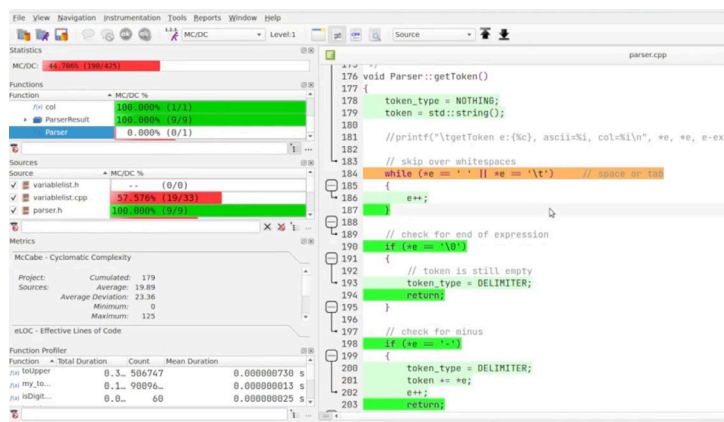 File View Navigation Instrumentation Tools Reports Window Help
MC/DC Level:1 Source
Statistics
MC/DC: 44.706% (190/425)
Functions
Function MC/DC %
f(x) col 100.000% (1/1)
ParserResult 100.000% (9/9)
Parser 0.000% (0/1)
Sources
Source MC/DC %
variablelist.h -- (0/0)
variablelist.cpp 57.576% (19/33)
parser.h 100.000% (9/9)
Metrics
McCabe - Cyclomatic Complexity
Project: Cumulated: 179
Sources: Average: 19.89
Average Deviation: 23.36
Minimum: 0
Maximum: 125
eLOC - Effective Lines of Code
Function Profiler
Function Total Duration Count Mean Duration
f(x) toUpper 0.3… 506747 0.000000730 s
f(x) my_to... 0.1… 90096… 0.000000013 s
f(x) isDigit... 0.0… 60 0.000000025 s
parser.cpp
175 */
176 void Parser::getToken()
177 {
178 token_type = NOTHING;
179 token = std::string();
180
181 //printf("\tgetToken e:{%c}, ascii=%i, col=%i\n", *e, *e, e-ex
182
183 // skip over whitespaces
184 while (*e == ' ' || *e == '\t') // space or tab
185 {
186 e++;
187 }
188
189 // check for end of expression
190 if (*e == '\0')
191 {
192 // token is still empty
193 token_type = DELIMITER;
194 return;
195 }
196
197 // check for minus
198 if (*e == '-')
199 {
200 token_type = DELIMITER;
201 token += *e;
202 e++;
203 return;